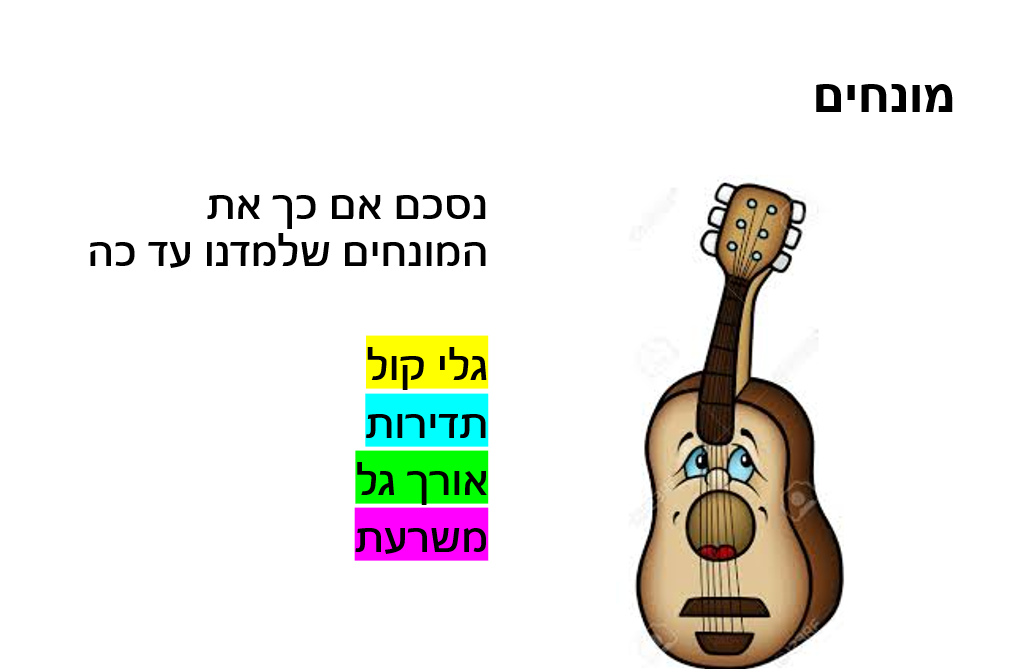 מונחים
נסכם אם כך את
המונחים שלמדנו עד כה
גלי קול
תדירות
אורך גל
משרעת